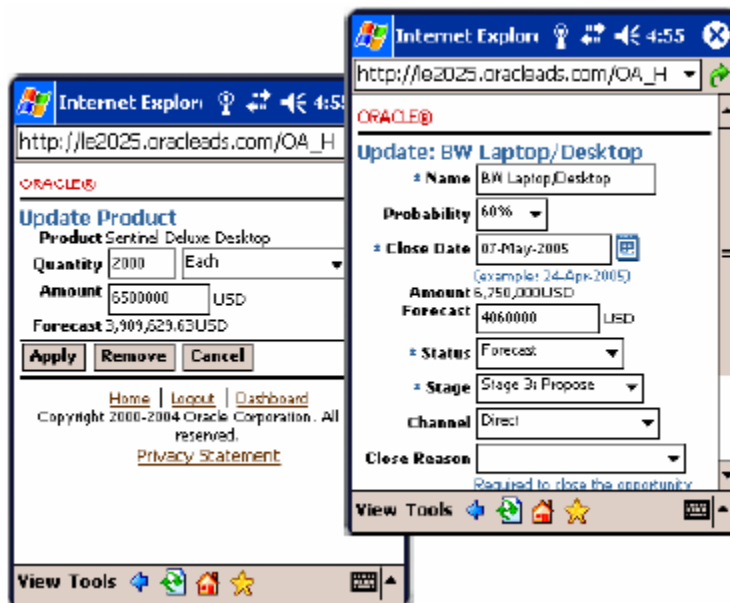 Internet Explor
4:55
http://le2025.oracleads.com/OA_H
ORACLE®
Update Product
Product Sentinel Deluxe Desktop
Quantity 2000 Each
Amount 6500000 USD
Forecast 3,909,629.63USD
Apply Remove Cancel
Home | Logout | Dashboard
Copyright 2000-2004 Oracle Corporation. All
reserved.
Privacy Statement
View Tools
Internet Explor
4:55
http://le2025.oracleads.com/OA_H
ORACLE®
Update: BW Laptop/Desktop
* Name BW Laptop/Desktop
Probability 60%
* Close Date 07-May-2005
(example: 24-Apr-2005)
Amount 6,750,000USD
Forecast 4060000 USD
* Status Forecast
* Stage Stage 3: Propose
Channel Direct
Close Reason
Required to close the opportunity
View Tools